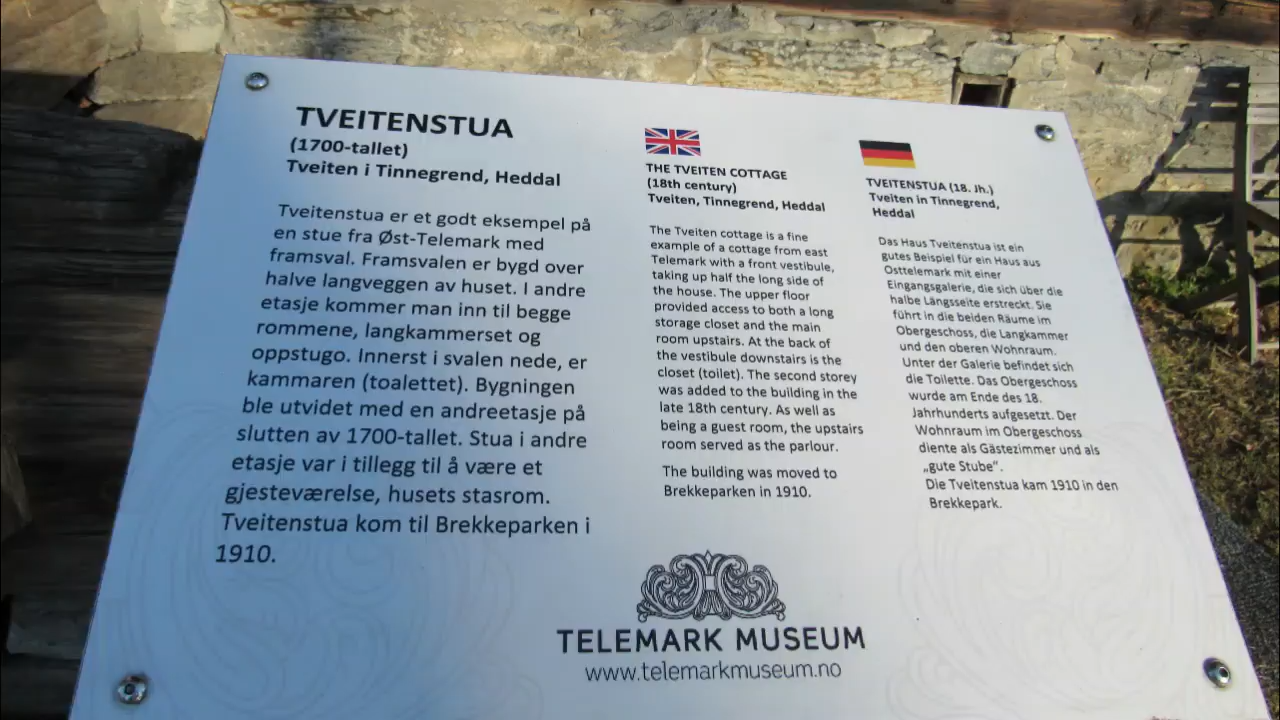 TVEITENSTUA
(1700-tallet)
Tveiten i Tinnegrend, Heddal
Tveitenstua er et godt eksempel på
en stue fra Øst-Telemark med
framsval. Framsvalen er bygd over
halve langveggen av huset. I andre
etasje kommer man inn til begge
rommene, langkammerset og
oppstugo. Innerst i svalen nede, er
kammaren (toalettet). Bygningen
ble utvidet med en andreetasje på
slutten av 1700-tallet. Stua i andre
etasje var i tillegg til å være et
gjesteværelse, husets stasrom.
Tveitenstua kom til Brekkeparken i
1910.
THE TVEITEN COTTAGE
(18th century)
Tveiten, Tinnegrend, Heddal
The Tveiten cottage is a fine
example of a cottage from east
Telemark with a front vestibule,
taking up half the long side of
the house. The upper floor
provided access to both a long
storage closet and the main
room upstairs. At the back of
the vestibule downstairs is the
closet (toilet). The second storey
was added to the building in the
late 18th century. As well as
being a guest room, the upstairs
room served as the parlour.
The building was moved to
Brekkeparken in 1910.
TVEITENSTUA (18. Jh.)
Tveiten in Tinnegrend,
Heddal
Das Haus Tveitenstua ist ein
gutes Beispiel für ein Haus aus
Osttelemark mit einer
Eingangsgalerie, die sich über die
halbe Längsseite erstreckt. Sie
führt in die beiden Räume im
Obergeschoss, die Langkammer
und den oberen Wohnraum.
Unter der Galerie befindet sich
die Toilette. Das Obergeschoss
wurde am Ende des 18.
Jahrhunderts aufgesetzt. Der
Wohnraum im Obergeschoss
diente als Gästezimmer und als
„gute Stube“.
Die Tveitenstua kam 1910 in den
Brekkepark.
TELEMARK MUSEUM
www.telemarkmuseum.no